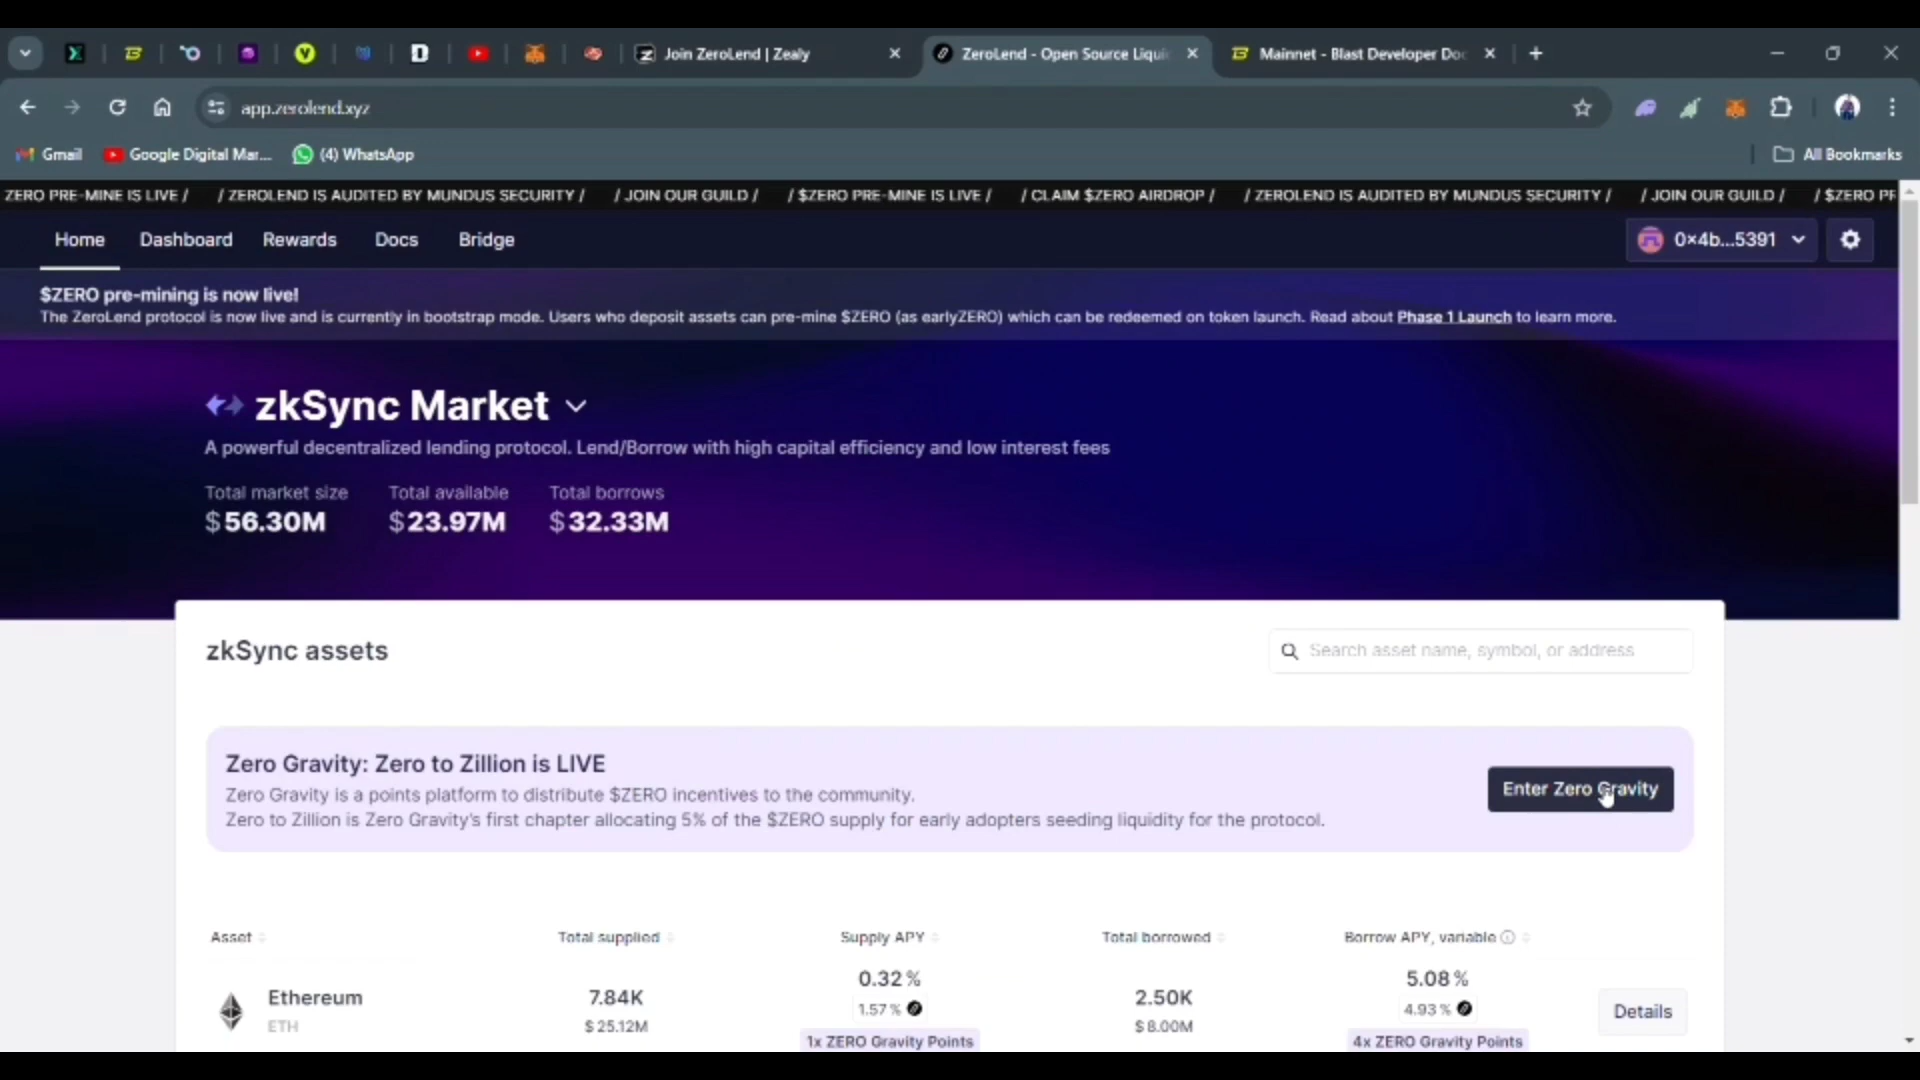 Join ZeroLend | Zealy
ZeroLend - Open Source Liqui
Mainnet - Blast Developer Doc
app.zerolend.xyz
Gmail
Google Digital Mar...
(4) WhatsApp
All Bookmarks
ZERO PRE-MINE IS LIVE / / ZEROLEND IS AUDITED BY MUNDUS SECURITY / / JOIN OUR GUILD / / $ZERO PRE-MINE IS LIVE / / CLAIM $ZERO AIRDROP / / ZEROLEND IS AUDITED BY MUNDUS SECURITY / / JOIN OUR GUILD / / $ZERO PR
Home Dashboard Rewards Docs Bridge 0x4b...5391
$ZERO pre-mining is now live!
The ZeroLend protocol is now live and is currently in bootstrap mode. Users who deposit assets can pre-mine $ZERO (as earlyZERO) which can be redeemed on token launch. Read about Phase 1 Launch to learn more.
zkSync Market
A powerful decentralized lending protocol. Lend/Borrow with high capital efficiency and low interest fees
Total market size Total available Total borrows
$56.30M $23.97M $32.33M
zkSync assets
Search asset name, symbol, or address
Zero Gravity: Zero to Zillion is LIVE
Zero Gravity is a points platform to distribute $ZERO incentives to the community.
Zero to Zillion is Zero Gravity's first chapter allocating 5% of the $ZERO supply for early adopters seeding liquidity for the protocol.
Enter Zero Gravity
Asset Total supplied Supply APY Total borrowed Borrow APY, variable
Ethereum 7.84K 0.32% 2.50K 5.08%
ETH $25.12M 1.57% $8.00M 4.93% Details
1x ZERO Gravity Points 4x ZERO Gravity Points